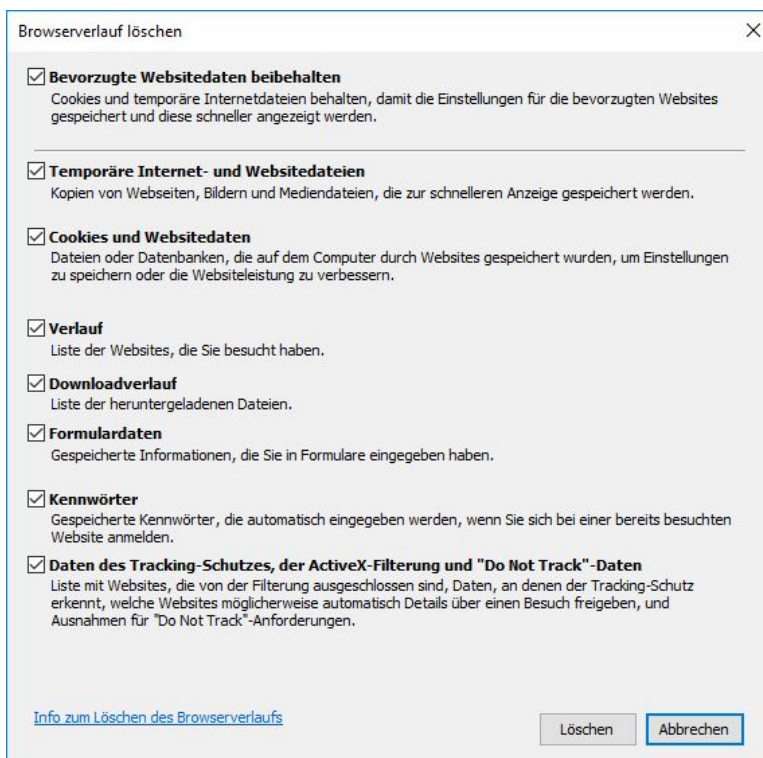 Browserverlauf löschen
Bevorzugte Websitedaten beibehalten
Cookies und temporäre Internetdateien behalten, damit die Einstellungen für die bevorzugten Websites
gespeichert und diese schneller angezeigt werden.
Temporäre Internet- und Websitedateien
Kopien von Webseiten, Bildern und Mediendateien, die zur schnelleren Anzeige gespeichert werden.
Cookies und Websitedaten
Dateien oder Datenbanken, die auf dem Computer durch Websites gespeichert wurden, um Einstellungen
zu speichern oder die Websiteleistung zu verbessern.
Verlauf
Liste der Websites, die Sie besucht haben.
Downloadverlauf
Liste der heruntergeladenen Dateien.
Formulardaten
Gespeicherte Informationen, die Sie in Formulare eingegeben haben.
Kennwörter
Gespeicherte Kennwörter, die automatisch eingegeben werden, wenn Sie sich bei einer bereits besuchten
Website anmelden.
Daten des Tracking-Schutzes, der ActiveX-Filterung und "Do Not Track"-Daten
Liste mit Websites, die von der Filterung ausgeschlossen sind, Daten, an denen der Tracking-Schutz
erkennt, welche Websites möglicherweise automatisch Details über einen Besuch freigeben, und
Ausnahmen für "Do Not Track"-Anforderungen.
Info zum Löschen des Browserverlaufs
Löschen
Abbrechen